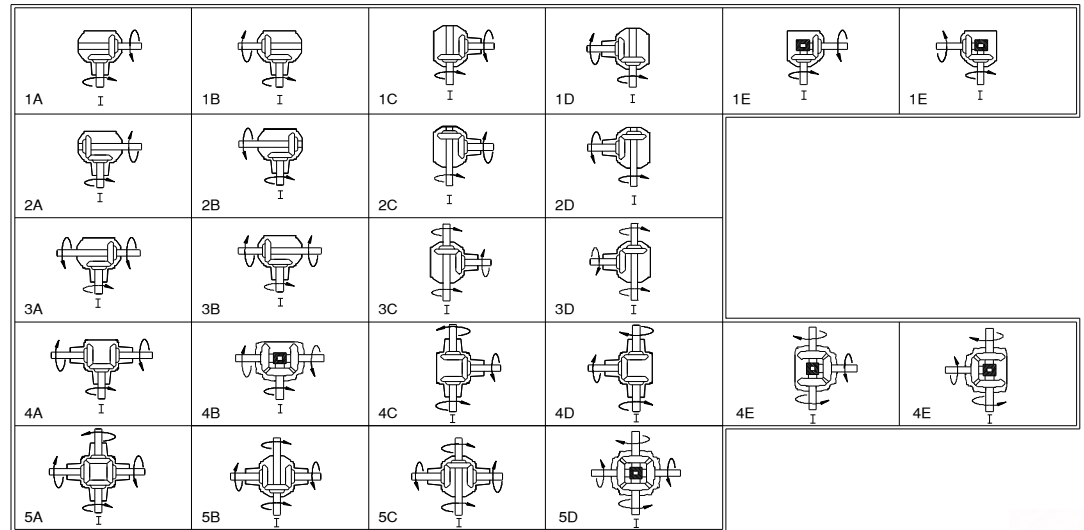 I I I I I I
1A 1B 1C 1D 1E 1E
I I I I
2A 2B 2C 2D
I I I I
3A 3B 3C 3D
I I I I I I
4A 4B 4C 4D 4E 4E
I I I I
5A 5B 5C 5D